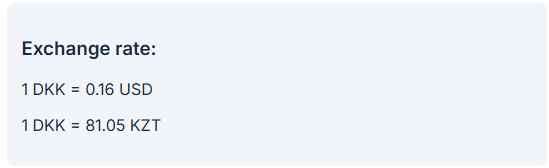 Exchange rate:
1 DKK = 0.16 USD
1 DKK = 81.05 KZT